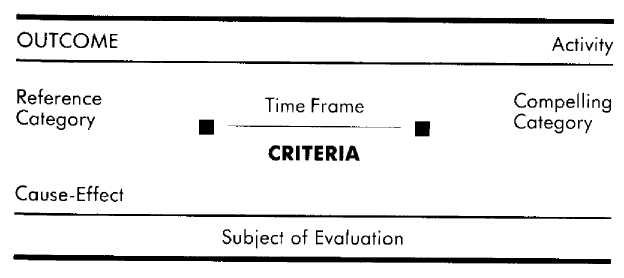 OUTCOME
Activity
Reference
Category
Time Frame
Compelling
Category
CRITERIA
Cause-Effect
Subject of Evaluation